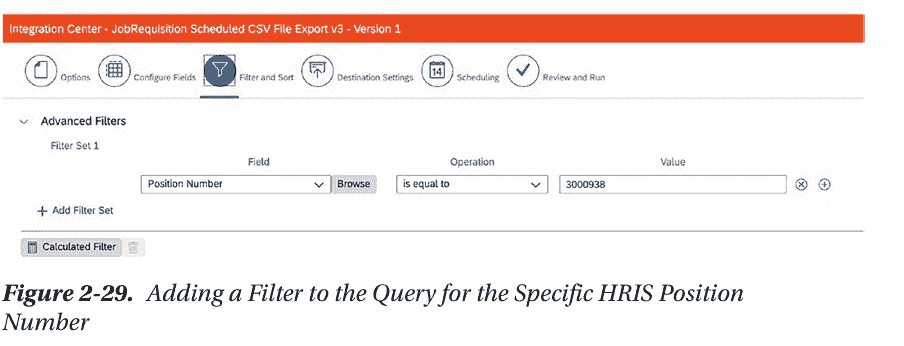 Integration Center - JobRequisition Scheduled CSV File Export v3 - Version 1
Options Configure Fields Filter and Sort Destination Settings 14 Scheduling Review and Run
Advanced Filters
Filter Set 1
Field Operation Value
Position Number Browse is equal to 3000938
+ Add Filter Set
Calculated Filter
Figure 2-29. Adding a Filter to the Query for the Specific HRIS Position
Number